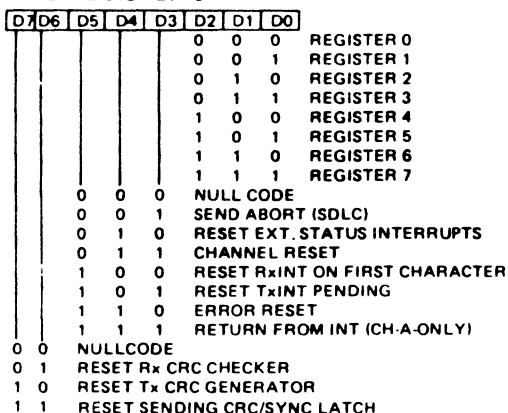 D7 D6 D5 D4 D3 D2 D1 D0
0 0 0 REGISTER 0
0 0 1 REGISTER 1
0 1 0 REGISTER 2
0 1 1 REGISTER 3
1 0 0 REGISTER 4
1 0 1 REGISTER 5
1 1 0 REGISTER 6
1 1 1 REGISTER 7
0 0 0 NULL CODE
0 0 1 SEND ABORT (SDLC)
0 1 0 RESET EXT. STATUS INTERRUPTS
0 1 1 CHANNEL RESET
1 0 0 RESET RxINT ON FIRST CHARACTER
1 0 1 RESET TxINT PENDING
1 1 0 ERROR RESET
1 1 1 RETURN FROM INT (CH-A-ONLY)
0 0 NULLCODE
0 1 RESET Rx CRC CHECKER
1 0 RESET Tx CRC GENERATOR
1 1 RESET SENDING CRC/SYNC LATCH